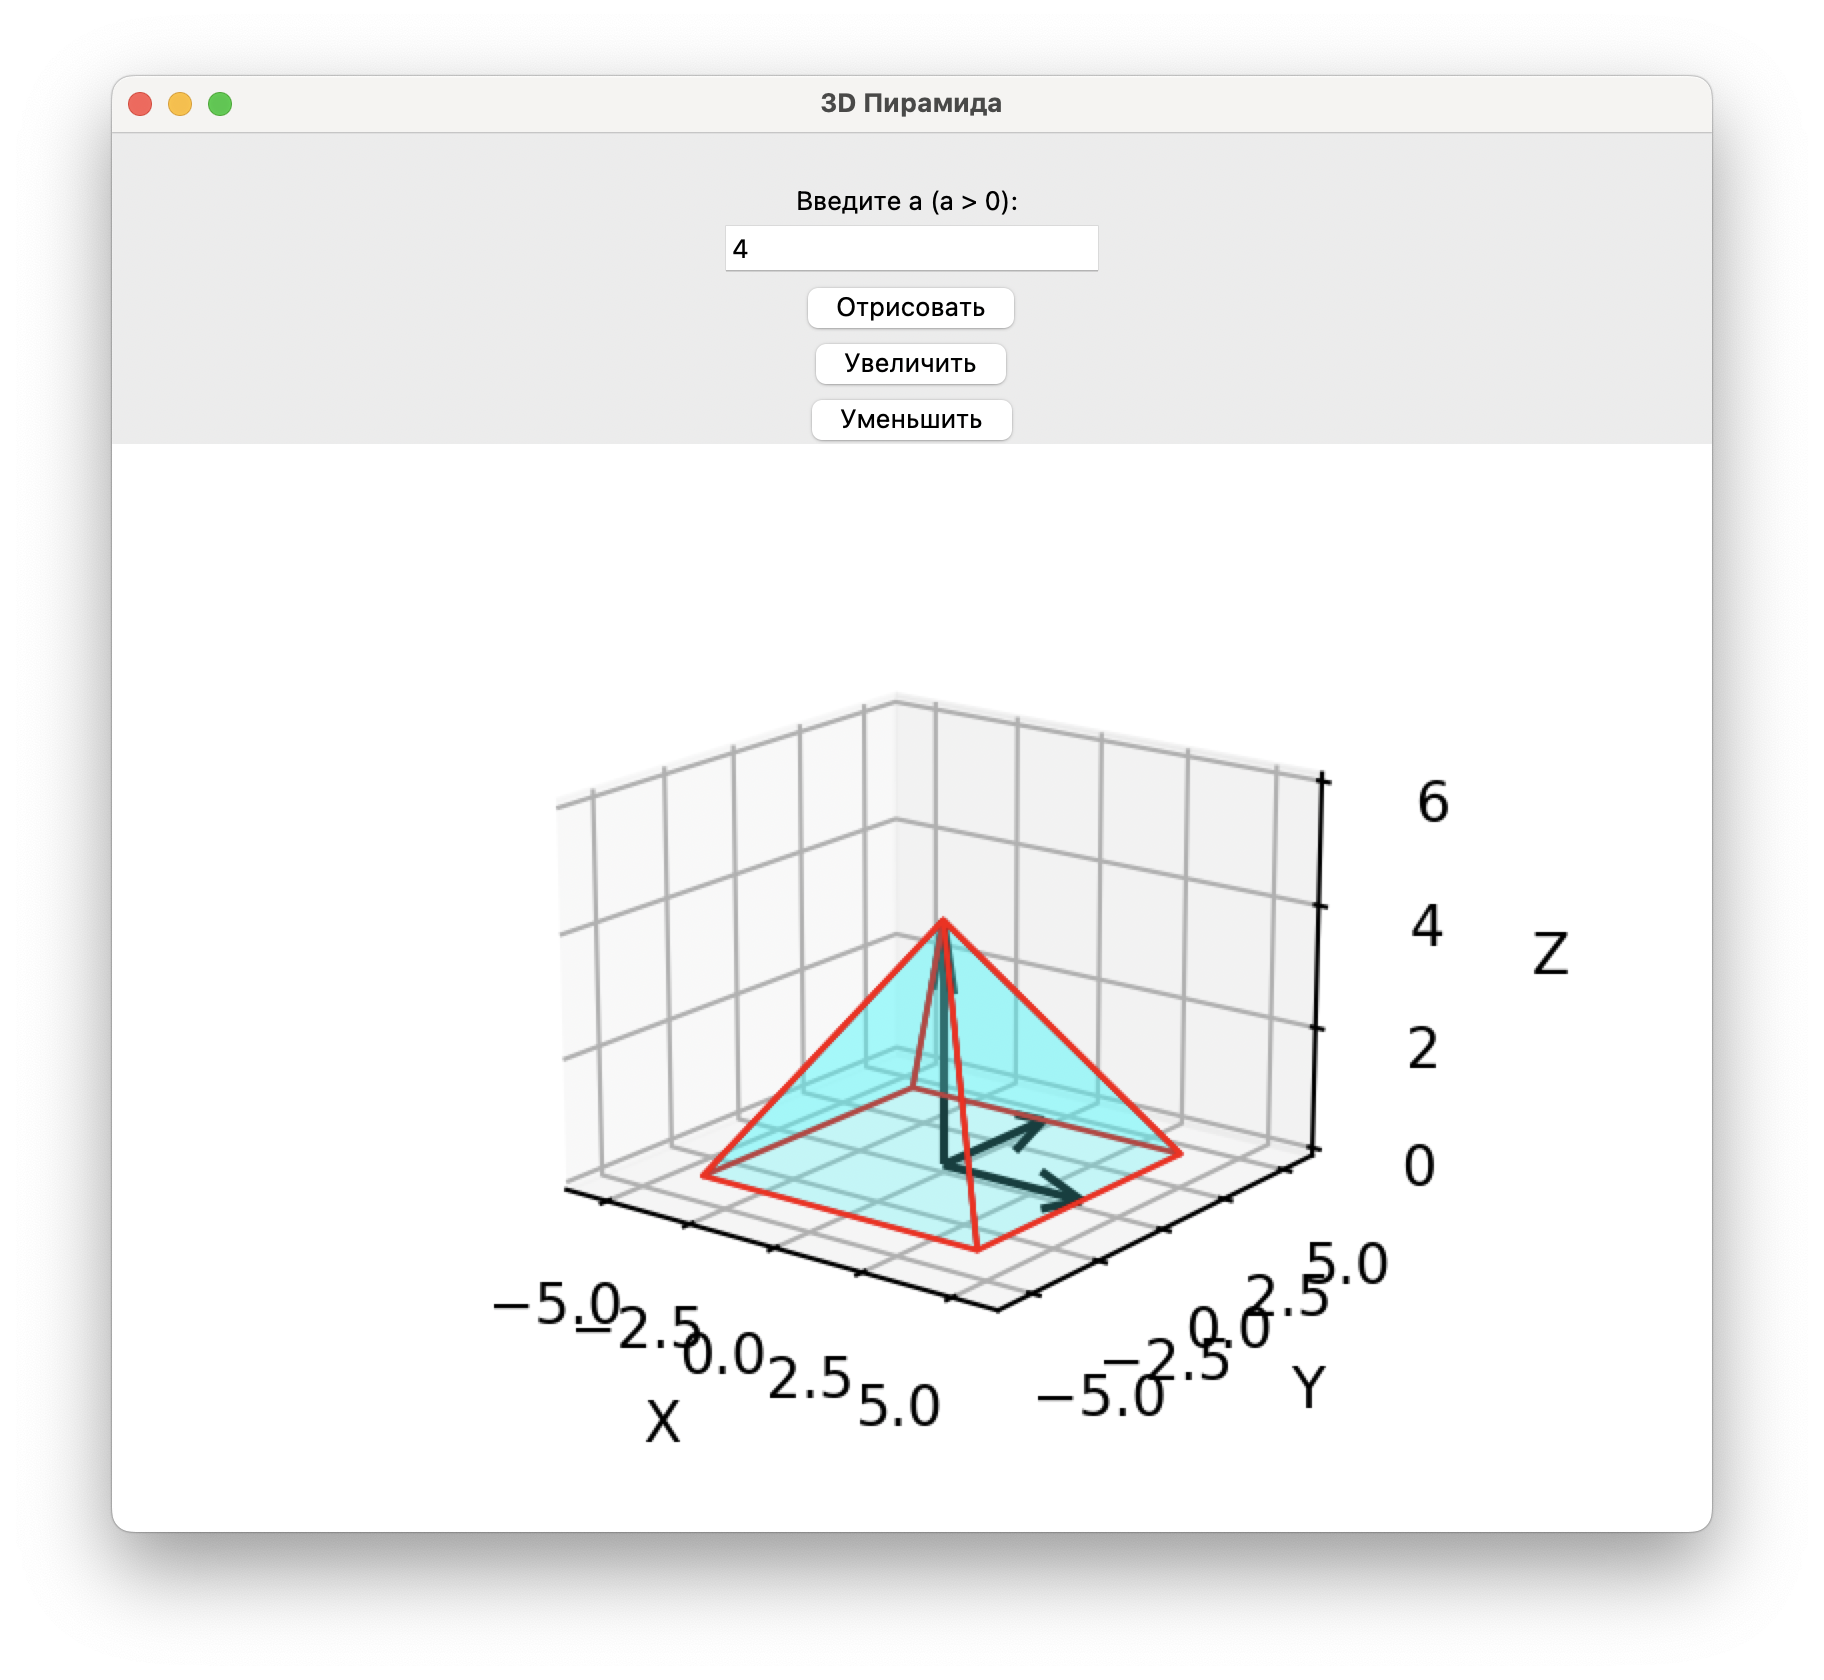 3D Пирамида
Введите a (a > 0):
4
Отрисовать
Увеличить
Уменьшить
6
4
Z
2
0
−5.0
−2.5
0.0
2.5
5.0
X
−5.0
−2.5
0.0
2.5
5.0
Y